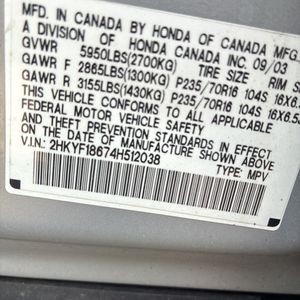 MFD. IN CANADA BY HONDA OF CANADA MFG.
A DIVISION OF HONDA CANADA INC. 09/03
GVWR 5950LBS(2700KG) TIRE SIZE RIM S
GAWR F 2865LBS(1300KG) P235/70R16 104S 16X6.5
GAWR R 3155LBS(1430KG) P235/70R16 104S 16X6.5
THIS VEHICLE CONFORMS TO ALL APPLICABLE
FEDERAL MOTOR VEHICLE SAFETY
AND THEFT PREVENTION STANDARDS IN EFFECT
DATE OF MANUFACTURE SHOWN ABOVE
V.I.N.: 2HKYF18674H512038 TYPE: MPV